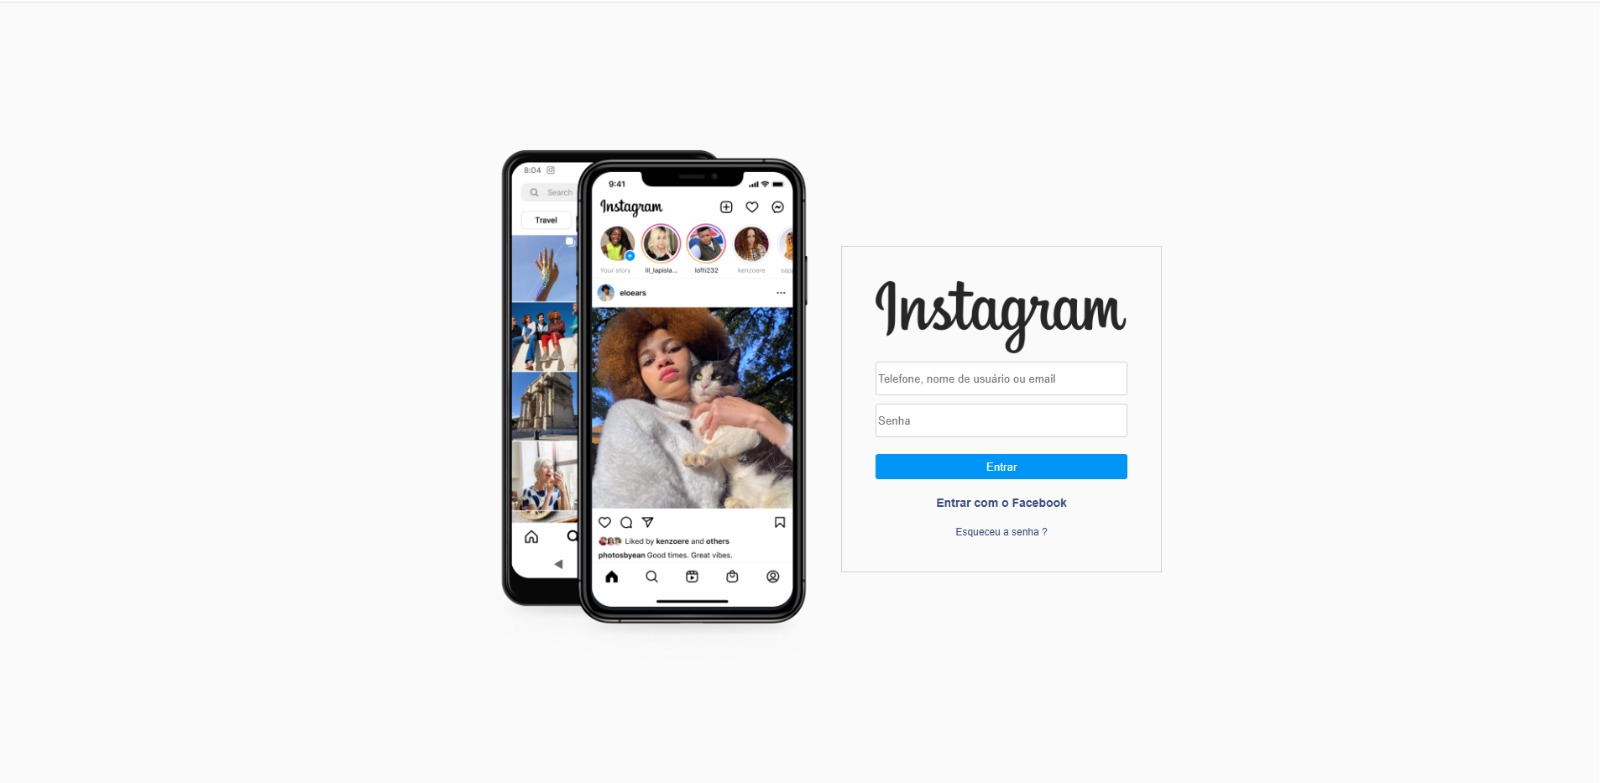 8:04
Search
Travel
9:41
Instagram
Your story
lil_lapisla...
lofti232
kenzoere
eloears
Liked by kenzoere and others
photosbyean Good times. Great vibes.
Instagram
Telefone, nome de usuário ou email
Senha
Entrar
Entrar com o Facebook
Esqueceu a senha ?